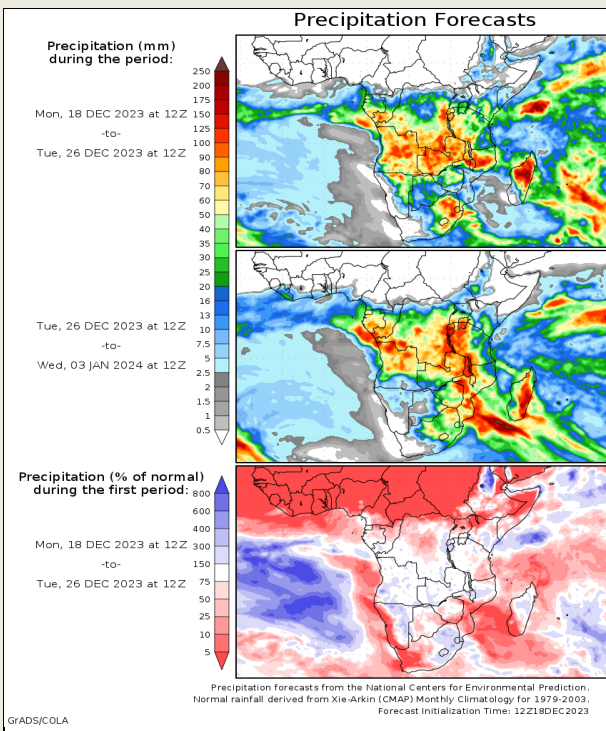 Precipitation Forecasts
Precipitation (mm)
during the period:
Mon, 18 DEC 2023 at 12Z
-to-
Tue, 26 DEC 2023 at 12Z
250
200
175
150
125
100
90
80
70
60
50
40
35
30
25
20
16
13
10
7.5
5
2.5
2
1.5
1
0.5
Tue, 26 DEC 2023 at 12Z
-to-
Wed, 03 JAN 2024 at 12Z
Precipitation (% of normal)
during the first period:
Mon, 18 DEC 2023 at 12Z
-to-
Tue, 26 DEC 2023 at 12Z
800
600
400
300
150
75
50
25
10
5
Precipitation forecasts from the National Centers for Environmental Prediction.
Normal rainfall derived from Xie-Arkin (CMAP) Monthly Climatology for 1979-2003.
Forecast Initialization Time: 12Z18DEC2023
GrADS/COLA